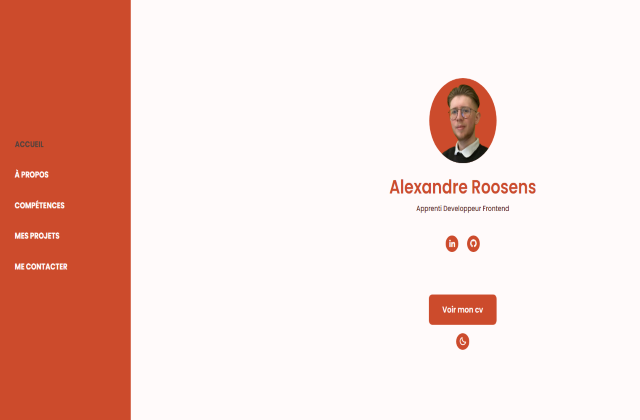 ACCUEIL
À PROPOS
COMPÉTENCES
MES PROJETS
ME CONTACTER
Alexandre Roosens
Apprenti Developpeur Frontend
in
Voir mon cv